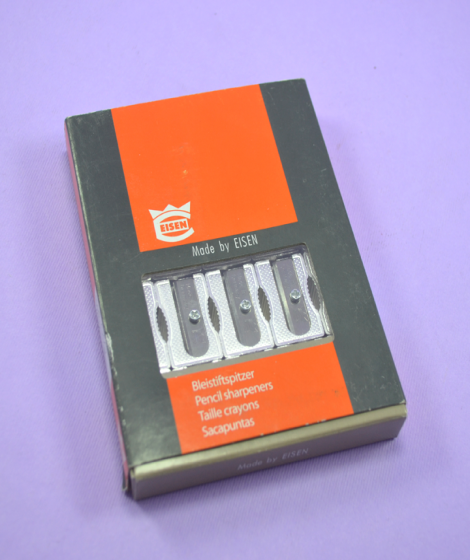 EISEN
Made by EISEN
Bleistiftspitzer
Pencil sharpeners
Taille crayons
Sacapuntas
Made by EISEN